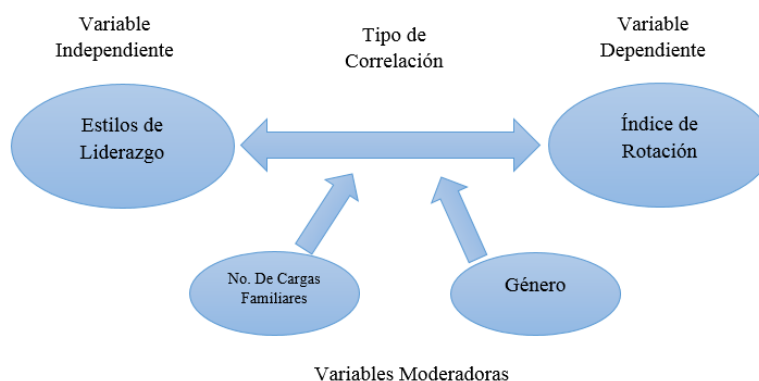 Variable
Independiente
Tipo de
Correlación
Variable
Dependiente
Estilos de
Liderazgo
Índice de
Rotación
No. De Cargas
Familiares
Género
Variables Moderadoras